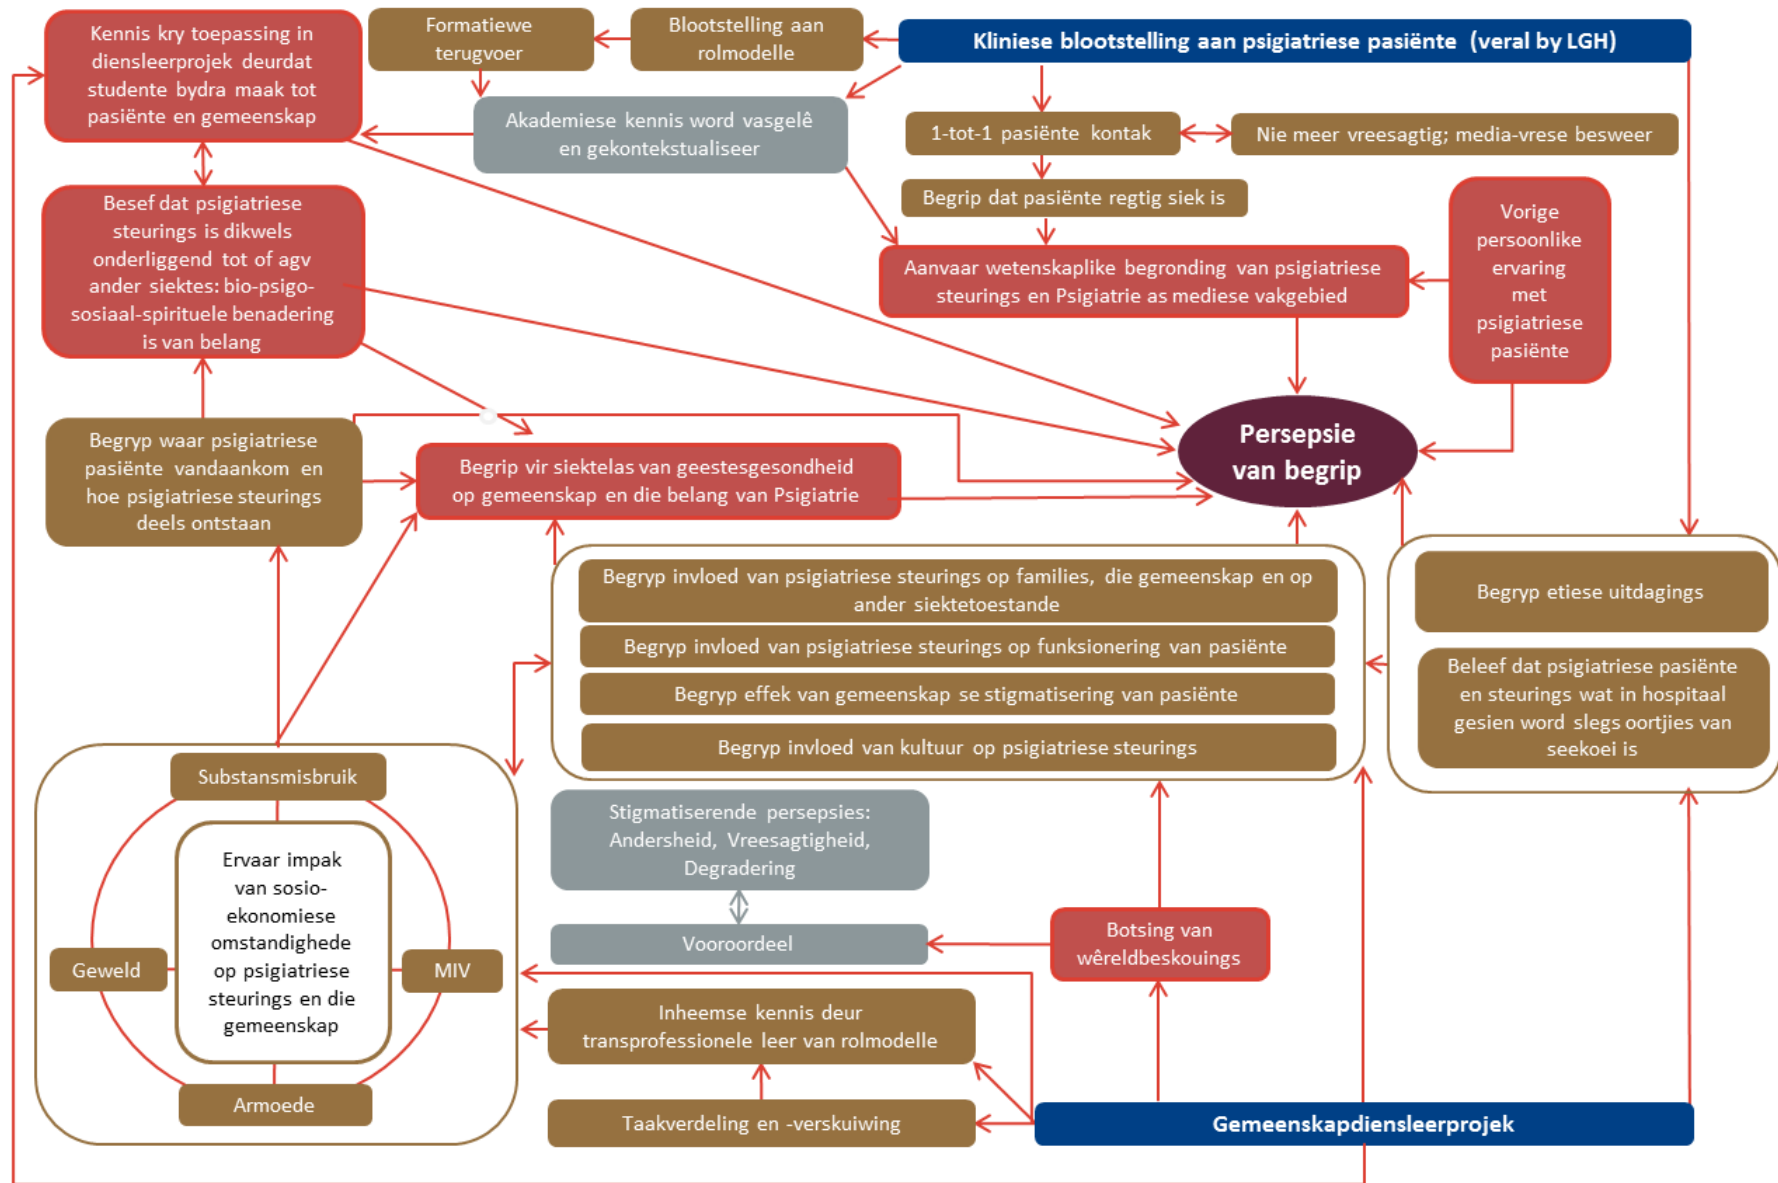 Kennis kry toepassing in
diensleerprojek deurdat
studente bydra maak tot
pasiënte en gemeenskap
Formatiewe
terugvoer
Blootstelling aan
rolmodelle
Kliniese blootstelling aan psigiatriese pasiënte (veral by LGH)
Akademiese kennis word vasgelê
en gekontekstualiseer
1-tot-1 pasiënte kontak
Nie meer vreesagtig; media-vrese besweer
Begrip dat pasiënte regtig siek is
Besef dat psigiatriese
steurings is dikwels
onderliggend tot of agv
ander siektes: bio-psigo-
sosiaal-spirituele benadering
is van belang
Aanvaar wetenskaplike begronding van psigiatriese
steurings en Psigiatrie as mediese vakgebied
Vorige
persoonlike
ervaring
met
psigiatriese
pasiënte
Begryp waar psigiatriese
pasiënte vandaankom en
hoe psigiatriese steurings
deels ontstaan
Begrip vir siektelas van geestesgesondheid
op gemeenskap en die belang van Psigiatrie
Persepsie
van begrip
Begryp invloed van psigiatriese steurings op families, die gemeenskap en op
ander siektetoestande
Begryp invloed van psigiatriese steurings op funksionering van pasiënte
Begryp effek van gemeenskap se stigmatisering van pasiënte
Begryp invloed van kultuur op psigiatriese steurings
Begryp etiese uitdagings
Beleef dat psigiatriese pasiënte
en steurings wat in hospitaal
gesien word slegs oortjies van
seekoei is
Substansmisbruik
Ervaar impak
van sosio-
ekonomiese
omstandighede
op psigiatriese
steurings en die
gemeenskap
Geweld
MIV
Armoede
Stigmatiserende persepsies:
Andersheid, Vreesagtigheid,
Degradering
Vooroordeel
Botsing van
wêreldbeskouings
Inheemse kennis deur
transprofessionele leer van rolmodelle
Taakverdeling en -verskuiwing
Gemeenskapdiensleerprojek